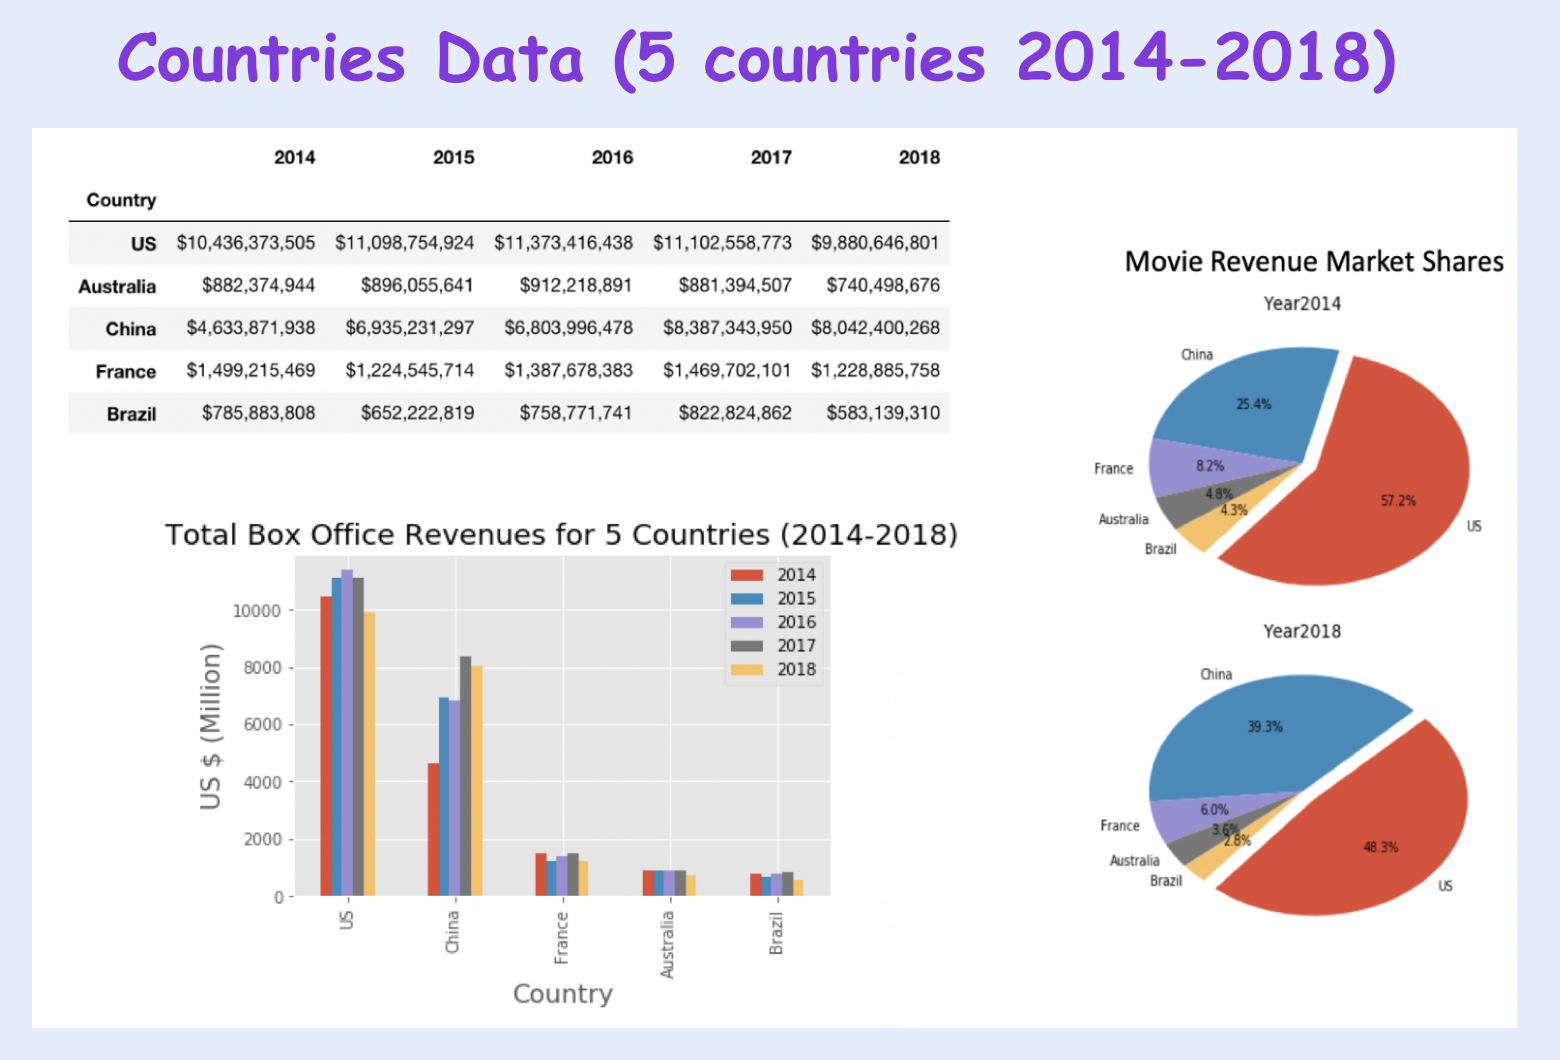 Countries Data (5 countries 2014-2018)
2014 2015 2016 2017 2018
Country
US $10,436,373,505 $11,098,754,924 $11,373,416,438 $11,102,558,773 $9,880,646,801
Australia $882,374,944 $896,055,641 $912,218,891 $881,394,507 $740,498,676
China $4,633,871,938 $6,935,231,297 $6,803,996,478 $8,387,343,950 $8,042,400,268
France $1,499,215,469 $1,224,545,714 $1,387,678,383 $1,469,702,101 $1,228,885,758
Brazil $785,883,808 $652,222,819 $758,771,741 $822,824,862 $583,139,310
Total Box Office Revenues for 5 Countries (2014-2018)
US $ (Million)
10000
8000
6000
4000
2000
0
2014
2015
2016
2017
2018
US
China
France
Australia
Brazil
Country
Movie Revenue Market Shares
Year2014
China
25.4%
France
8.2%
Australia
4.8%
Brazil
4.3%
57.2%
US
Year2018
China
39.3%
France
6.0%
Australia
3.6%
Brazil
2.8%
48.3%
US